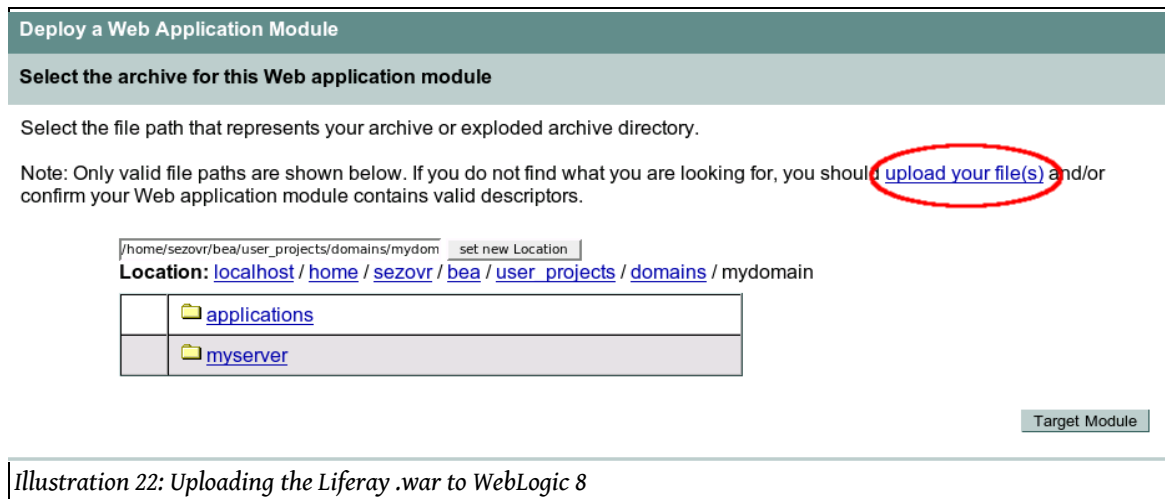 Deploy a Web Application Module
Select the archive for this Web application module
Select the file path that represents your archive or exploded archive directory.
Note: Only valid file paths are shown below. If you do not find what you are looking for, you should upload your file(s) and/or
confirm your Web application module contains valid descriptors.
/home/sezovr/bea/user_projects/domains/mydom set new Location
Location: localhost / home / sezovr / bea / user_projects / domains / mydomain
applications
myserver
Target Module
Illustration 22: Uploading the Liferay .war to WebLogic 8